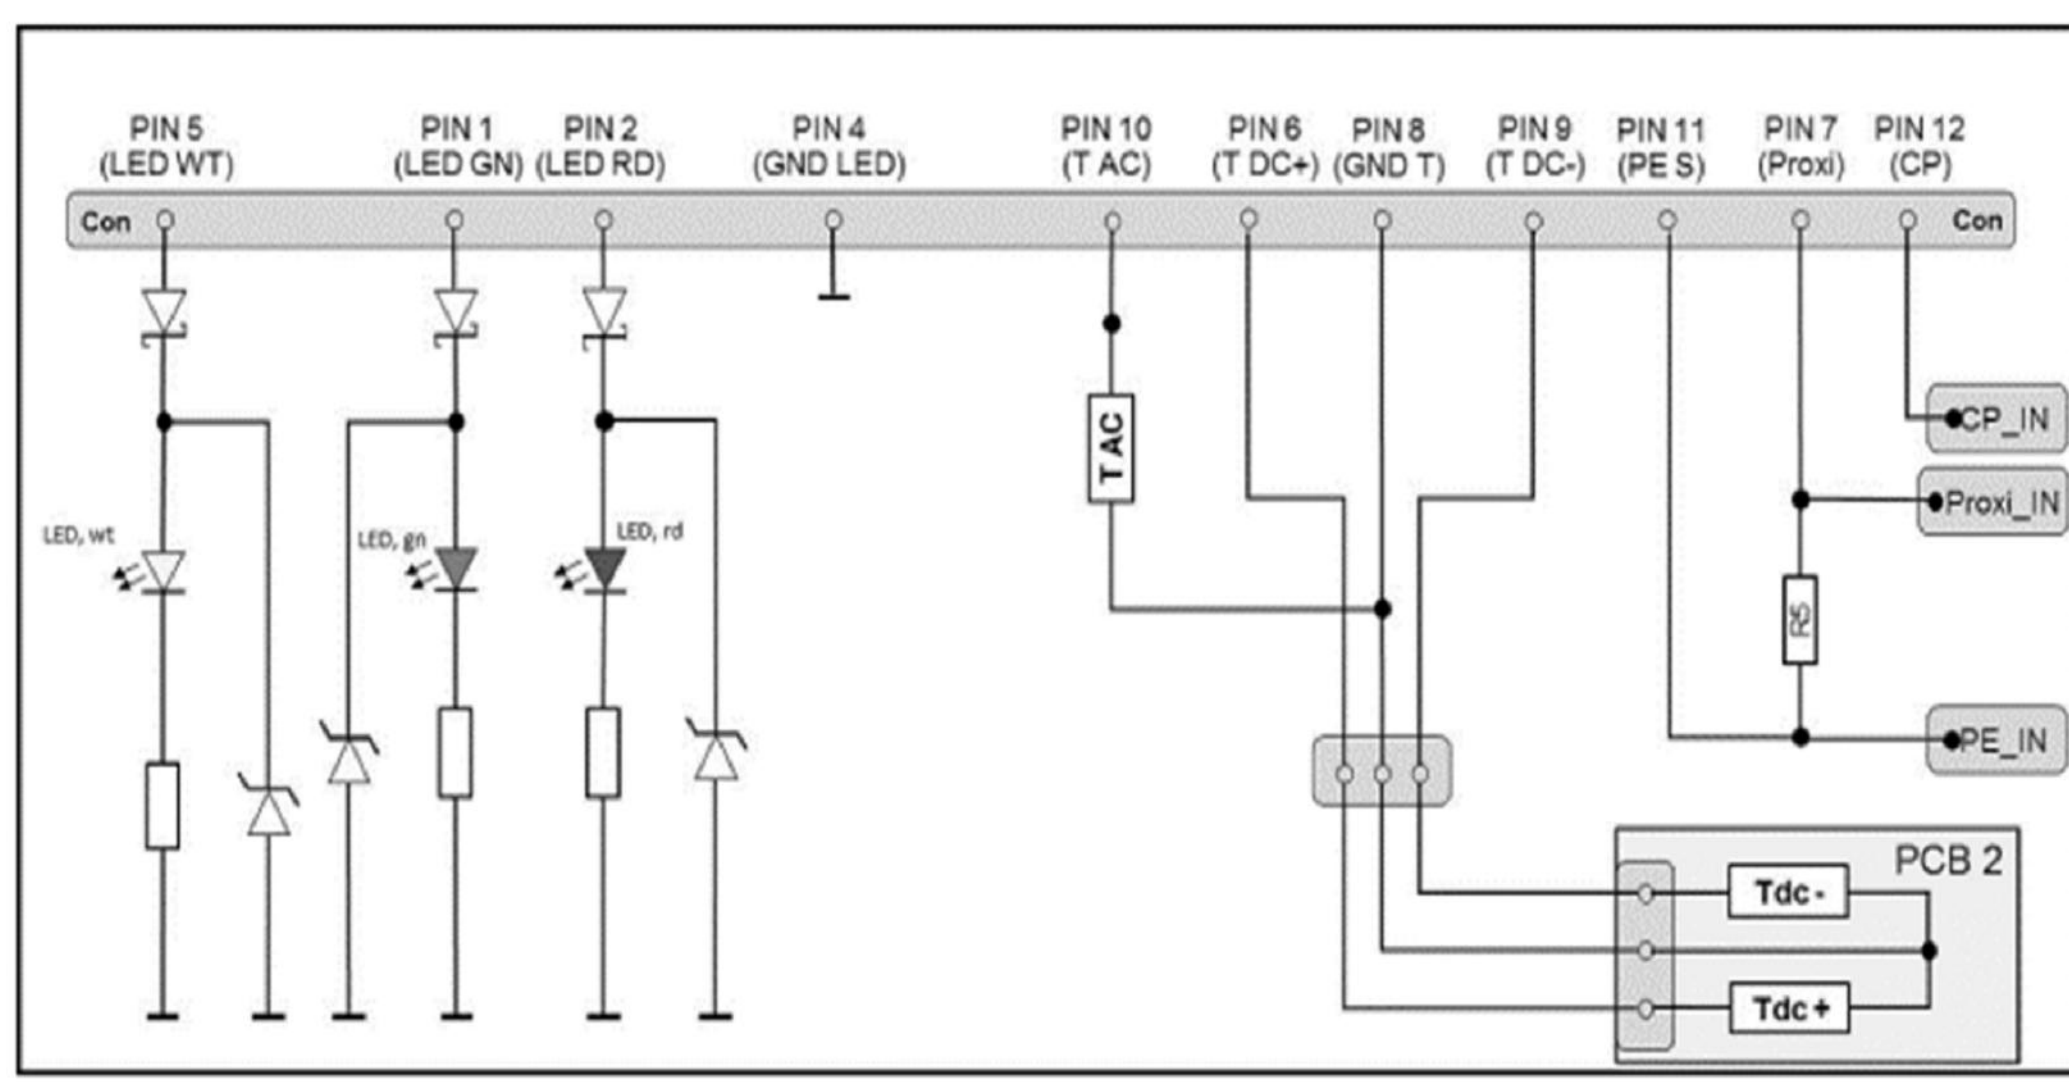 PIN 5
(LED WT)
PIN 1
(LED GN)
PIN 2
(LED RD)
PIN 4
(GND LED)
PIN 10
(T AC)
PIN 6
(T DC+)
PIN 8
(GND T)
PIN 9
(T DC-)
PIN 11
(PE S)
PIN 7
(Proxi)
PIN 12
(CP)
Con
Con
T AC
CP_IN
Proxi_IN
LED, wt
LED, gn
LED, rd
PE_IN
PCB 2
Tdc -
Tdc +